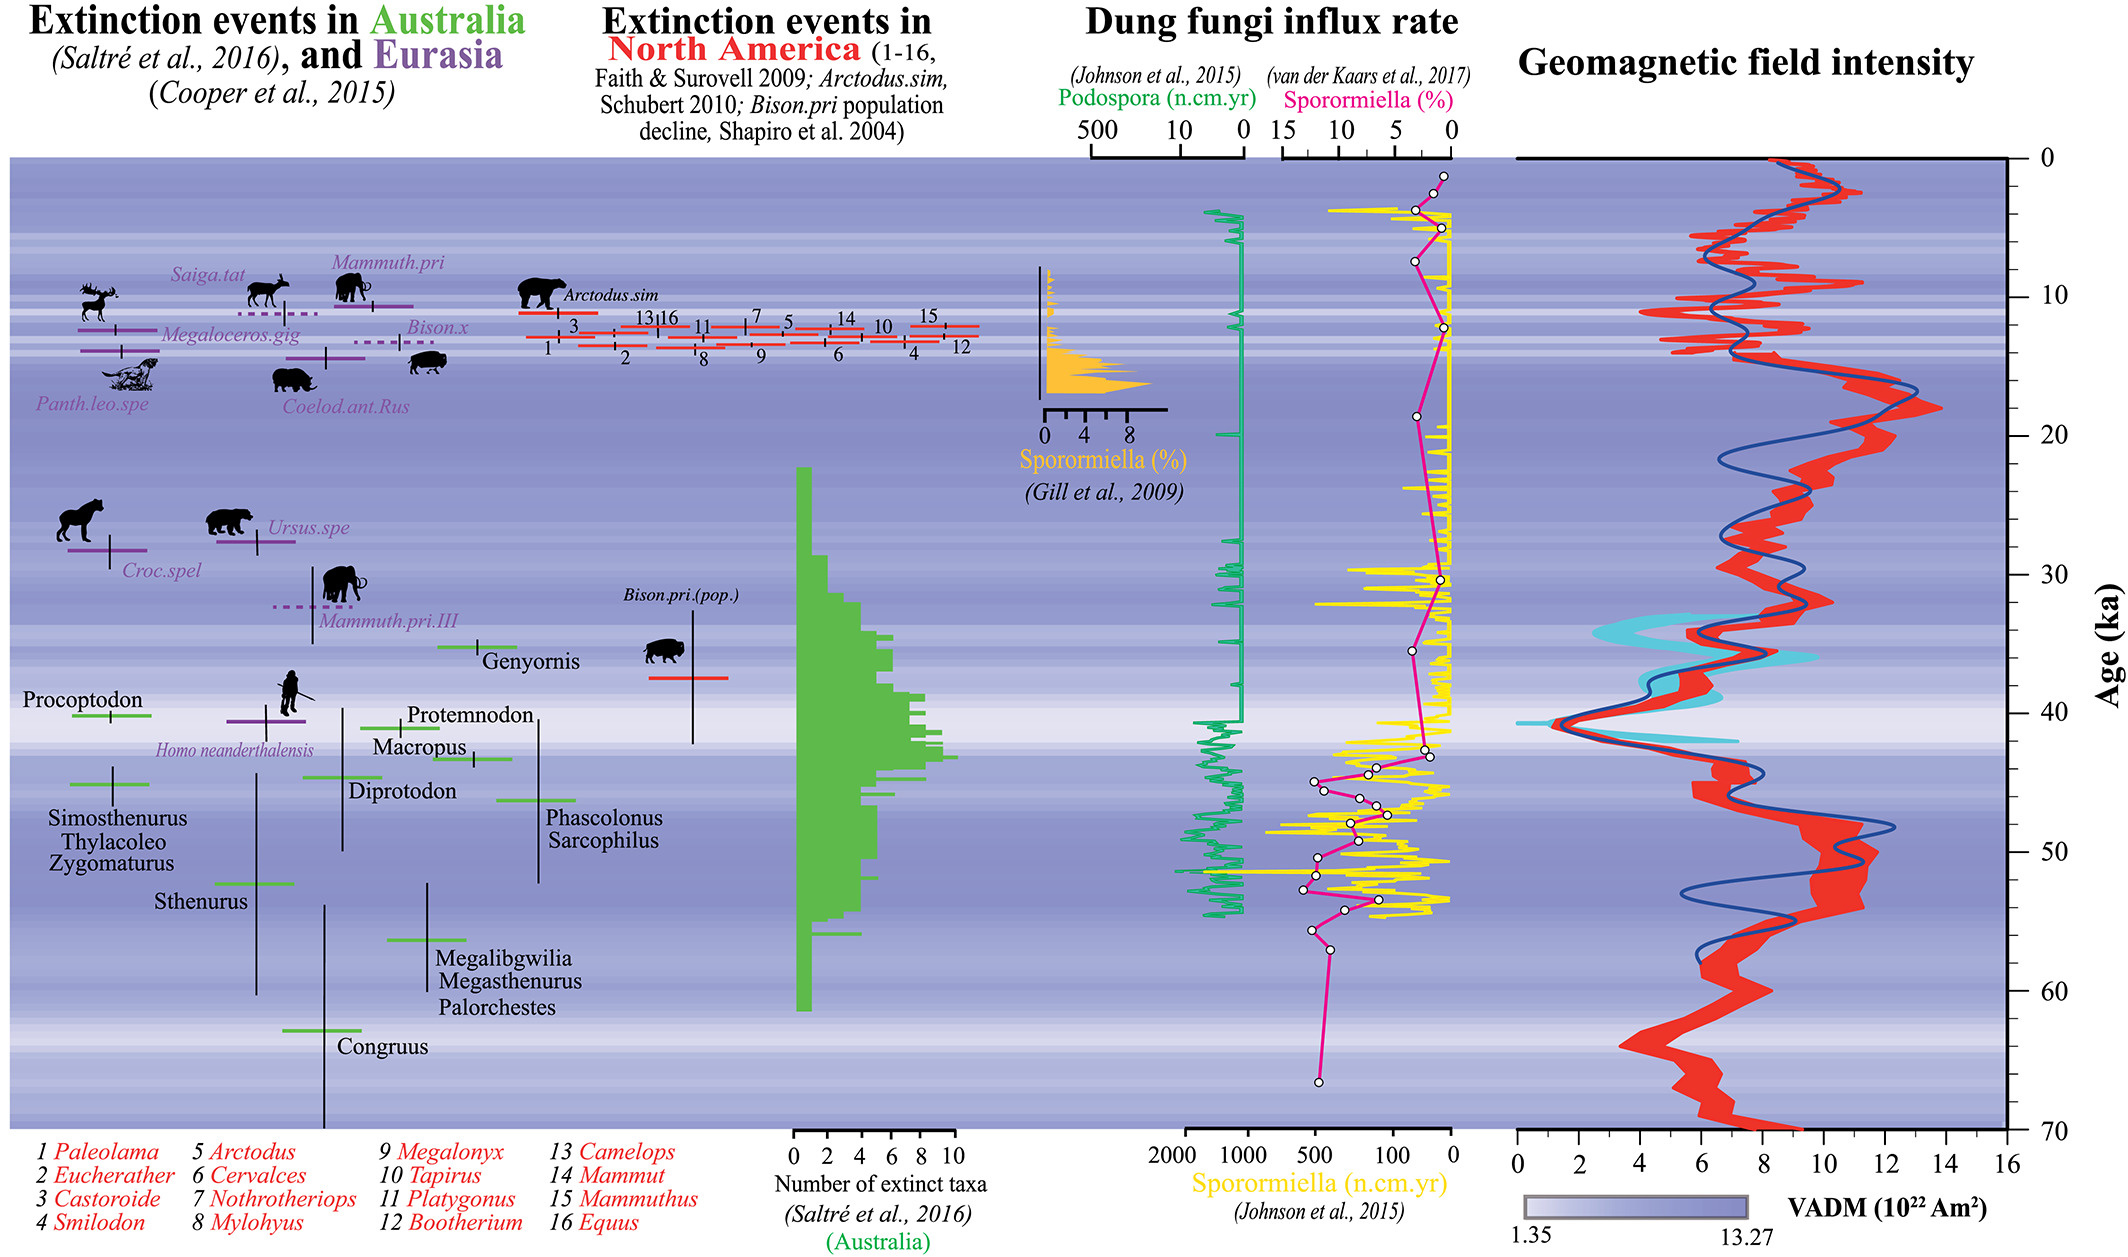 Extinction events in Australia
(Saltré et al., 2016), and Eurasia
(Cooper et al., 2015)
Extinction events in
North America (1-16,
Faith & Surovell 2009; Arctodus.sim,
Schubert 2010; Bison.pri population
decline, Shapiro et al. 2004)
Dung fungi influx rate
(Johnson et al., 2015) (van der Kaars et al., 2017)
Podospora (n.cm.yr) Sporormiella (%)
500 10 0 15 10 5 0
Geomagnetic field intensity
0
10
20
30
40
50
60
70
Age (ka)
Saiga.tat
Mammuth.pri
Megaloceros.gig
Bison.x
Panth.leo.spe
Coelod.ant.Rus
Arctodus.sim
13 16 7 14 15
3 11 5 10
1 2 8 9 6 4 12
0 4 8
Sporormiella (%)
(Gill et al., 2009)
Ursus.spe
Croc.spel
Mammuth.pri.III
Bison.pri.(pop.)
Genyornis
Procoptodon
Protemnodon
Homo neanderthalensis
Macropus
Diprotodon
Simosthenurus
Thylacoleo
Zygomaturus
Phascolonus
Sarcophilus
Sthenurus
Megalibgwilia
Megasthenurus
Palorchestes
Congruus
1 Paleolama 5 Arctodus 9 Megalonyx 13 Camelops
2 Eucherather 6 Cervalces 10 Tapirus 14 Mammut
3 Castoroide 7 Nothrotheriops 11 Platygonus 15 Mammuthus
4 Smilodon 8 Mylohyus 12 Bootherium 16 Equus
0 2 4 6 8 10
Number of extinct taxa
(Saltré et al., 2016)
(Australia)
2000 1000 500 100 0
Sporormiella (n.cm.yr)
(Johnson et al., 2015)
0 2 4 6 8 10 12 14 16
1.35 13.27
VADM (10²² Am²)